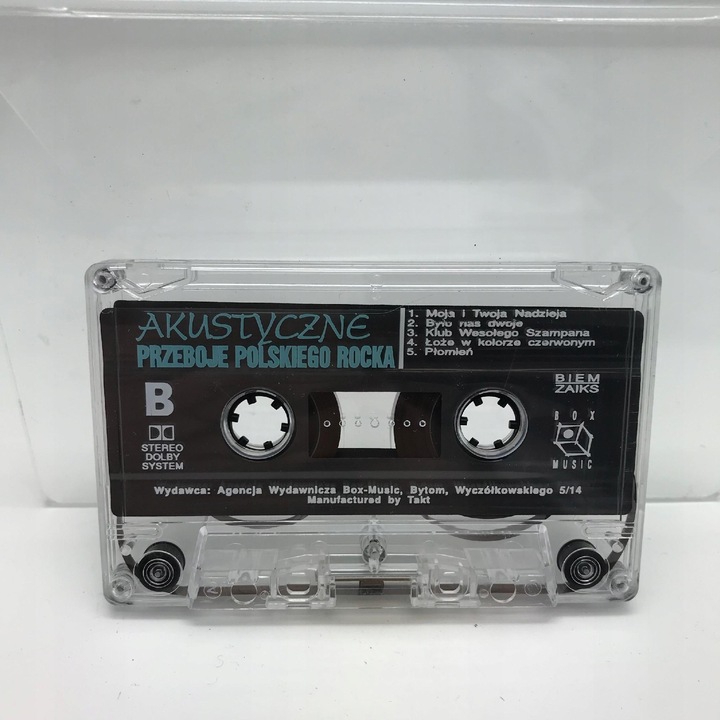 AKUSTYCZNE
PRZEBOJE POLSKIEGO ROCKA
1. Moja i Twoja Nadzieja
2. Było nas dwoje
3. Klub Wesołego Szampana
4. Łoże w kolorze czerwonym
5. Płomień
B
STEREO
DOLBY
SYSTEM
BIEM
ZAIKS
BOX
MUSIC
Wydawca: Agencja Wydawnicza Box-Music, Bytom, Wyczółkowskiego 5/14
Manufactured by Takt